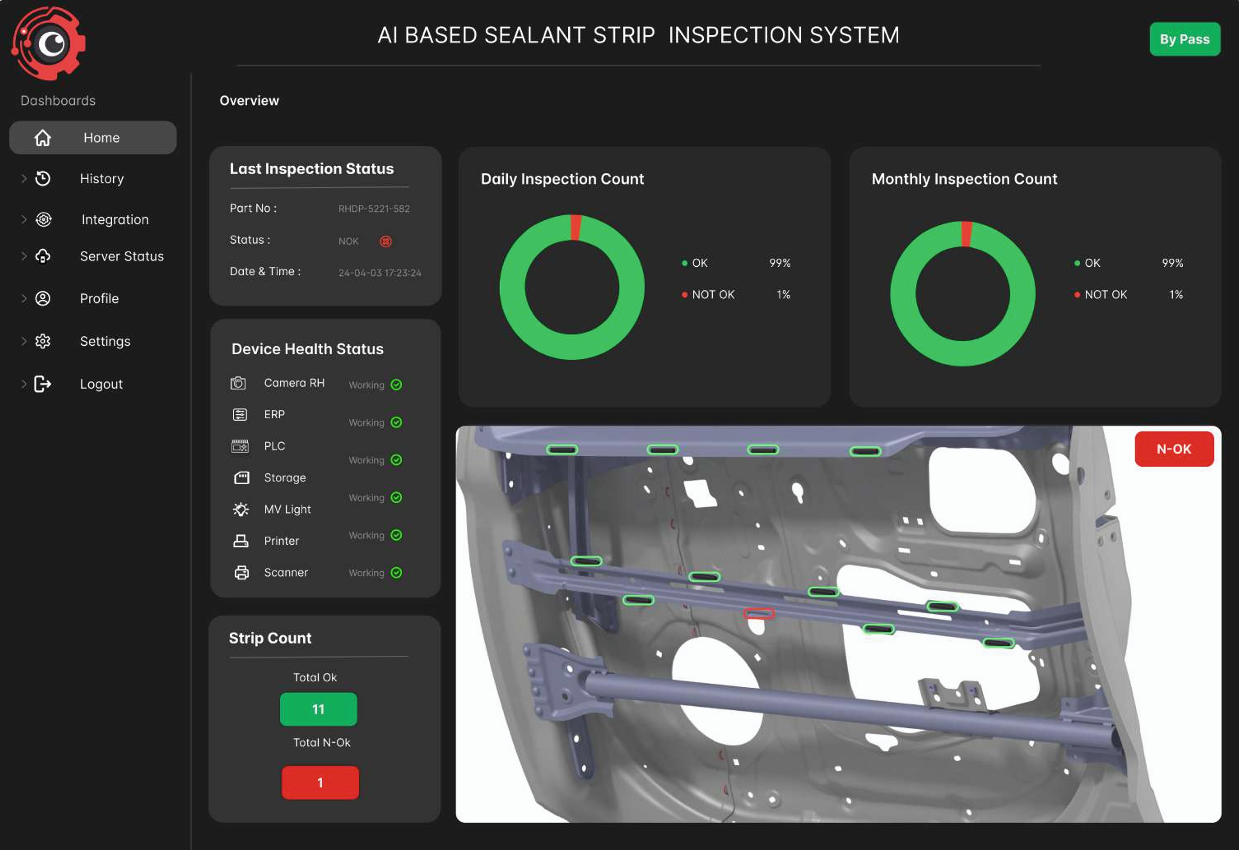 AI BASED SEALANT STRIP INSPECTION SYSTEM
By Pass
Dashboards
Home
History
Integration
Server Status
Profile
Settings
Logout
Overview
Last Inspection Status
Part No : RHDP-5221-582
Status : NOK
Date & Time : 24-04-03 17:23:24
Device Health Status
Camera RH Working
ERP Working
PLC Working
Storage Working
MV Light Working
Printer
Scanner Working
Strip Count
Total Ok
11
Total N-Ok
1
Daily Inspection Count
OK 99%
NOT OK 1%
Monthly Inspection Count
OK 99%
NOT OK 1%
N-OK